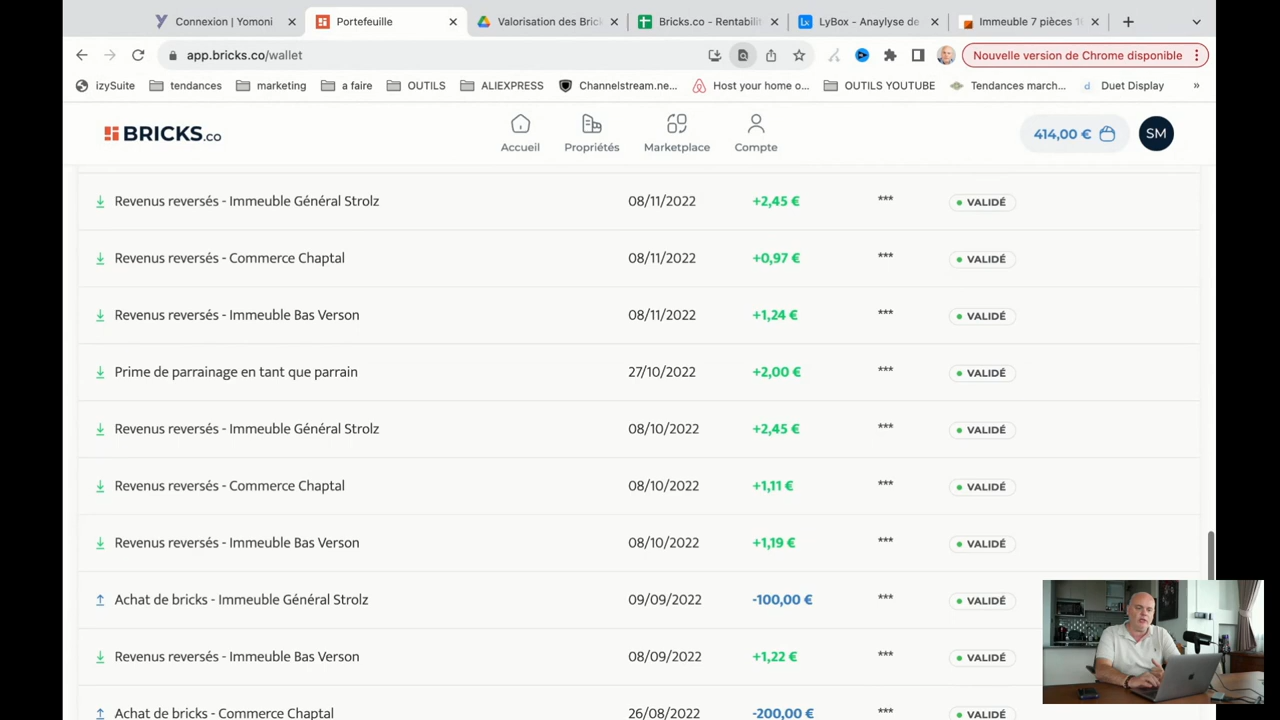 Connexion | Yomoni
Portefeuille
Valorisation des Brick
Bricks.co - Rentabilit
LyBox - Anaylyse de
Immeuble 7 pièces 1
app.bricks.co/wallet
Nouvelle version de Chrome disponible
izySuite
tendances
marketing
a faire
OUTILS
ALIEXPRESS
Channelstream.ne...
Host your home o...
OUTILS YOUTUBE
Tendances march...
Duet Display
»
BRICKS.co
Accueil
Propriétés
Marketplace
Compte
414,00 €
SM
Revenus reversés - Immeuble Général Strolz 08/11/2022 +2,45 € *** VALIDÉ
Revenus reversés - Commerce Chaptal 08/11/2022 +0,97 € *** VALIDÉ
Revenus reversés - Immeuble Bas Verson 08/11/2022 +1,24 € *** VALIDÉ
Prime de parrainage en tant que parrain 27/10/2022 +2,00 € *** VALIDÉ
Revenus reversés - Immeuble Général Strolz 08/10/2022 +2,45 € *** VALIDÉ
Revenus reversés - Commerce Chaptal 08/10/2022 +1,11 € *** VALIDÉ
Revenus reversés - Immeuble Bas Verson 08/10/2022 +1,19 € *** VALIDÉ
Achat de bricks - Immeuble Général Strolz 09/09/2022 -100,00 € *** VALIDÉ
Revenus reversés - Immeuble Bas Verson 08/09/2022 +1,22 € *** VALIDÉ
Achat de bricks - Commerce Chaptal 26/08/2022 -200,00 € *** VALIDÉ